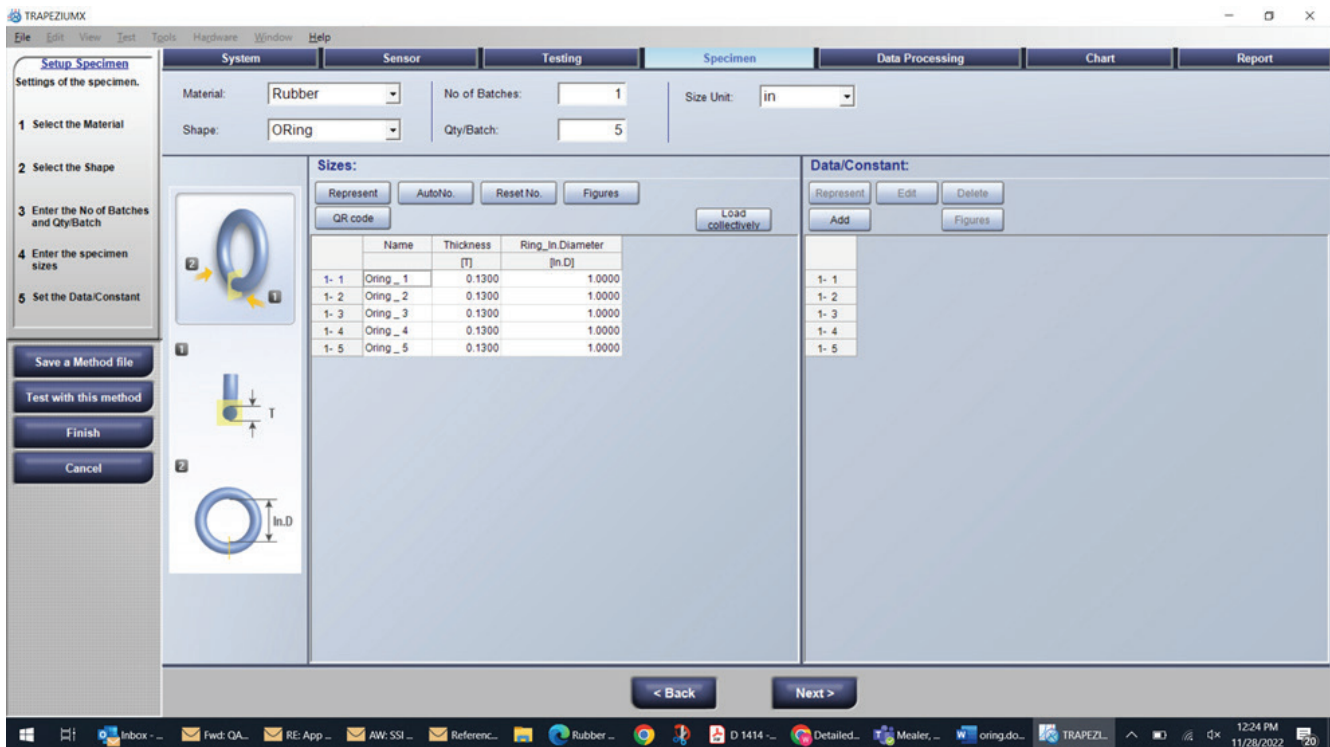 TRAPEZIUMX
File Edit View Test Tools Hardware Window Help
Setup Specimen
Settings of the specimen.
1 Select the Material
2 Select the Shape
3 Enter the No of Batches and Qty/Batch
4 Enter the specimen sizes
5 Set the Data/Constant
Save a Method file
Test with this method
Finish
Cancel
System Sensor Testing Specimen Data Processing Chart Report
Material: Rubber No of Batches: 1 Size Unit: in
Shape: ORing Qty/Batch: 5
2
1
1
T
2
In.D
Sizes:
Represent AutoNo. Reset No. Figures
QR code Load collectively
Name Thickness Ring_In.Diameter
[T] [In.D]
1- 1 Oring _ 1 0.1300 1.0000
1- 2 Oring _ 2 0.1300 1.0000
1- 3 Oring _ 3 0.1300 1.0000
1- 4 Oring _ 4 0.1300 1.0000
1- 5 Oring _ 5 0.1300 1.0000
Data/Constant:
Represent Edit Delete
Add Figures
1- 1
1- 2
1- 3
1- 4
1- 5
< Back Next >
Inbox - ... Fwd: QA... RE: App ... AW: SSI ... Referenc... Rubber ... D 1414 -... Detailed... Mealer, ... oring.do... TRAPEZI... 12:24 PM
11/28/2022 20